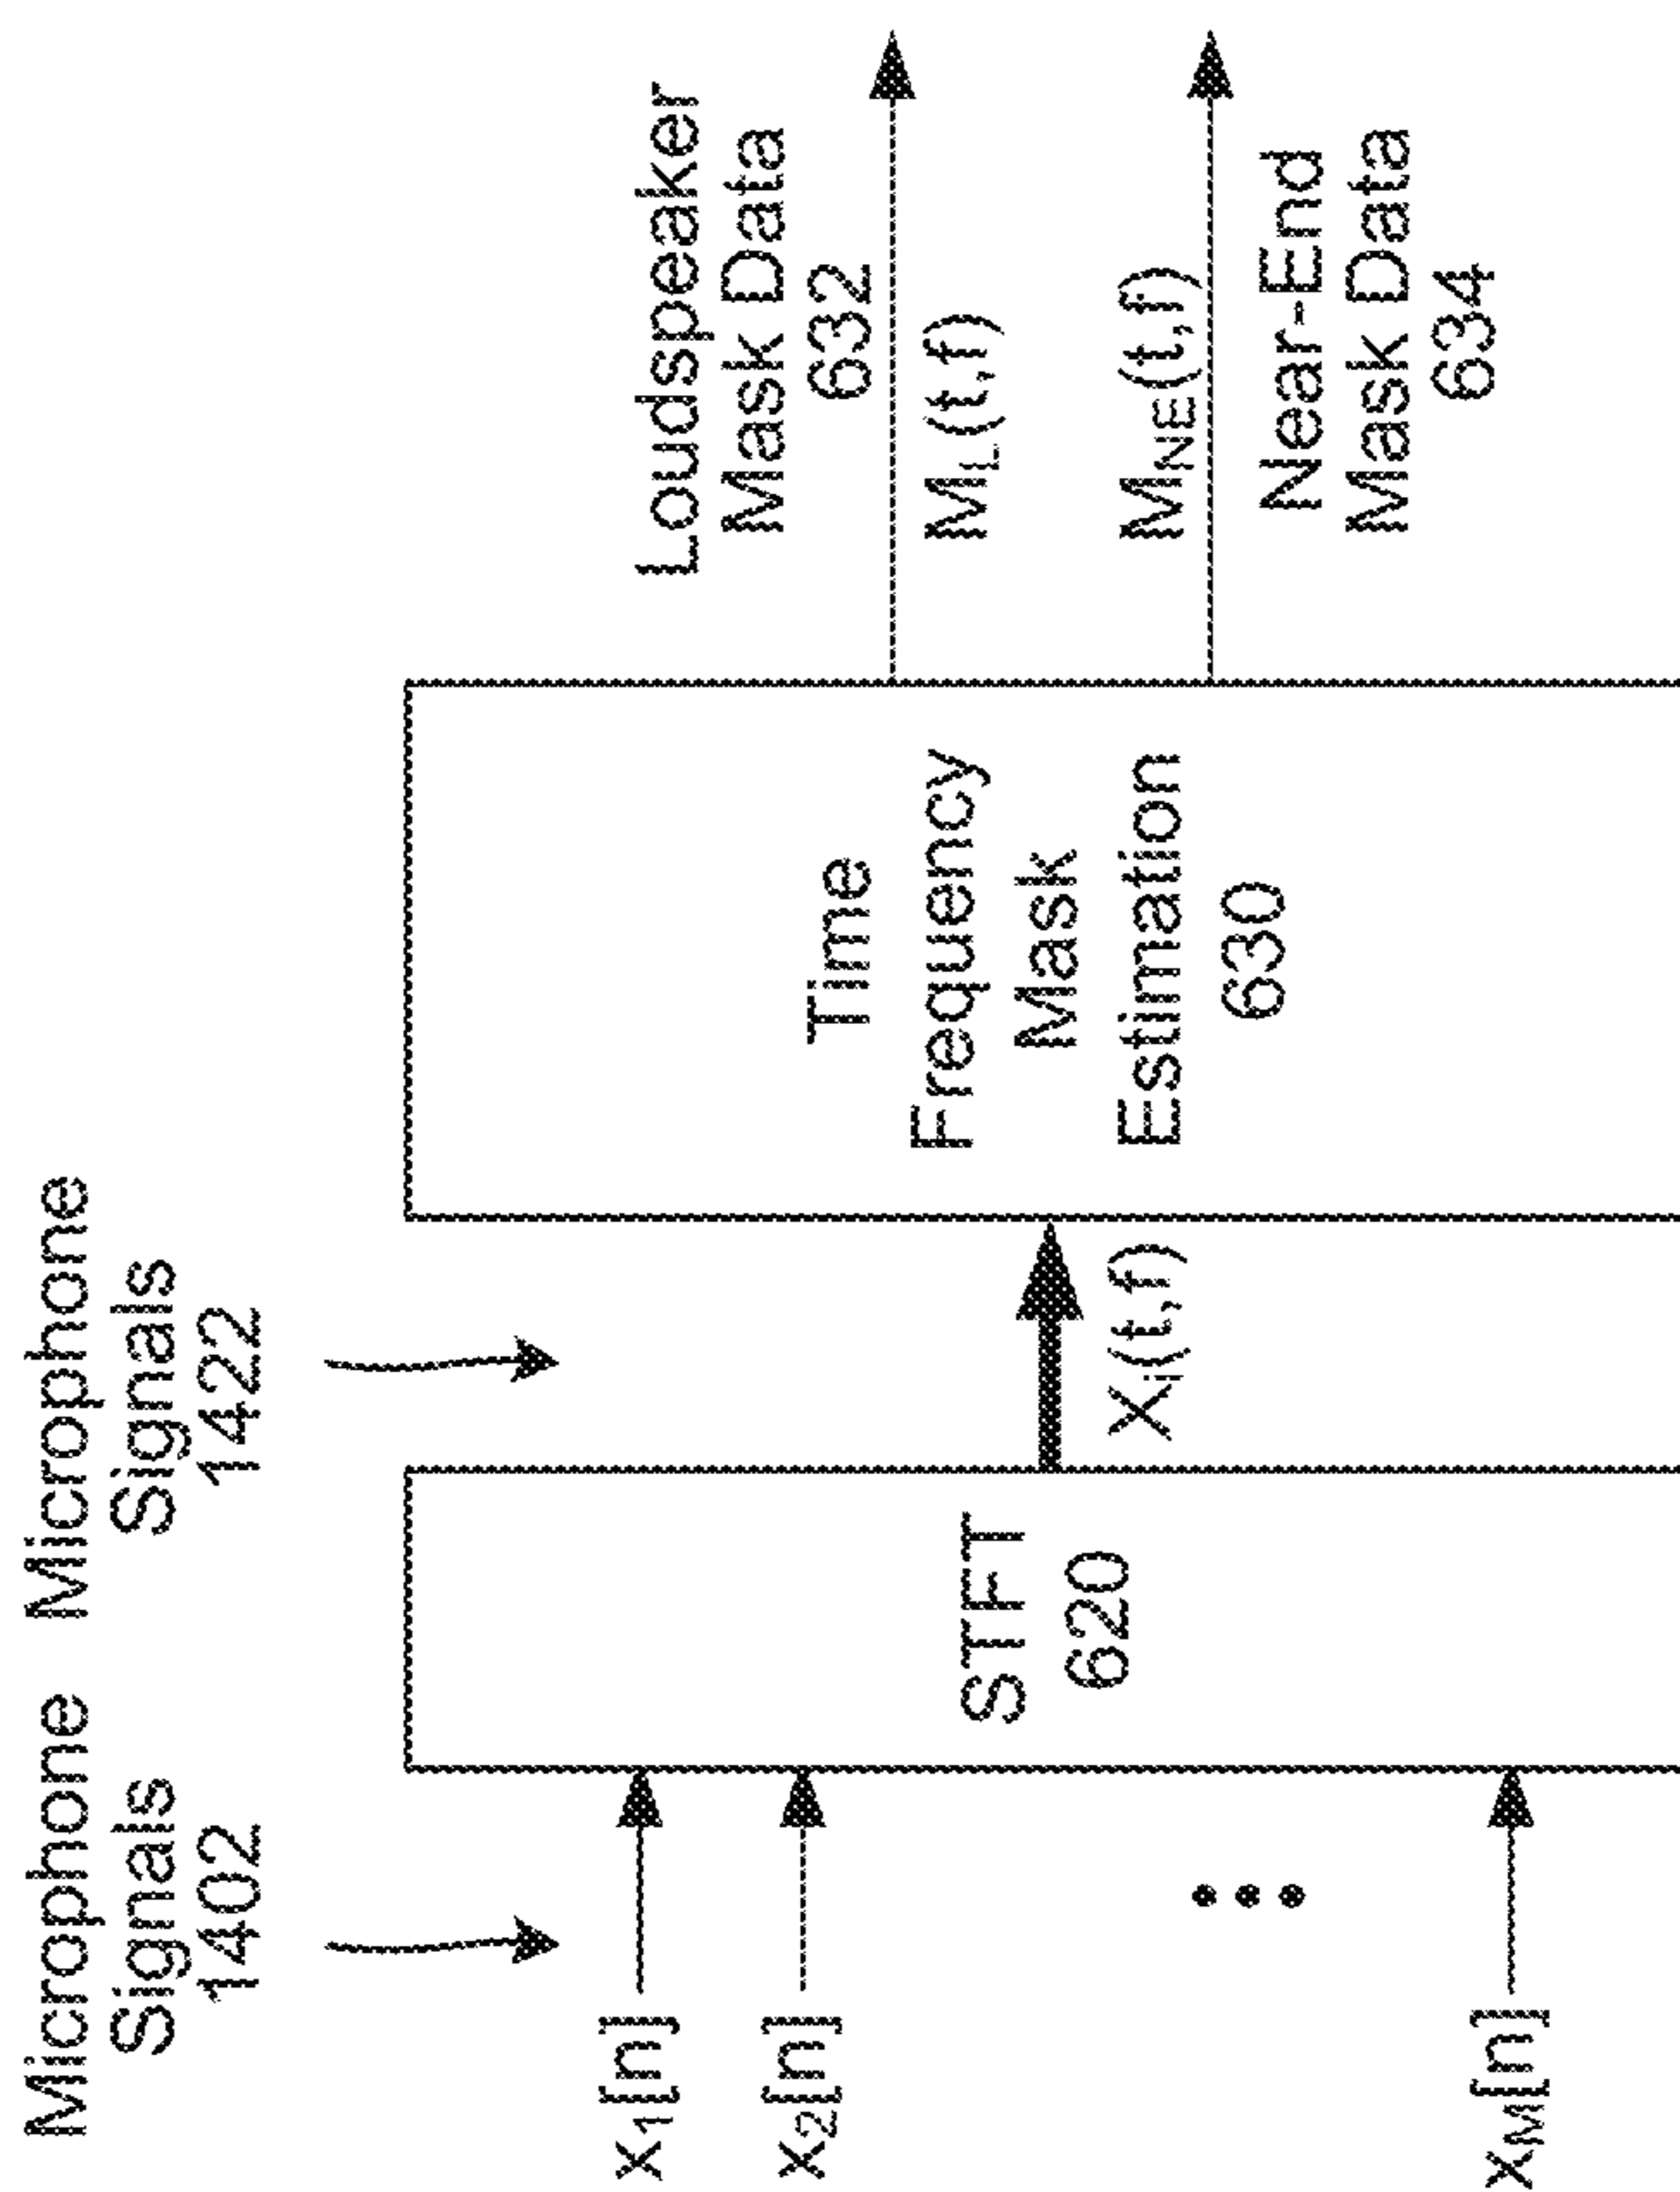 Microphone
Signals
1402
Microphone
Signals
1422
x1[n]
x2[n]
xM[n]
STFT
620
Xi(t,f)
Time
Frequency
Mask
Estimation
630
Loudspeaker
Mask Data
632
ML(t,f)
MNE(t,f)
Near-End
Mask Data
634